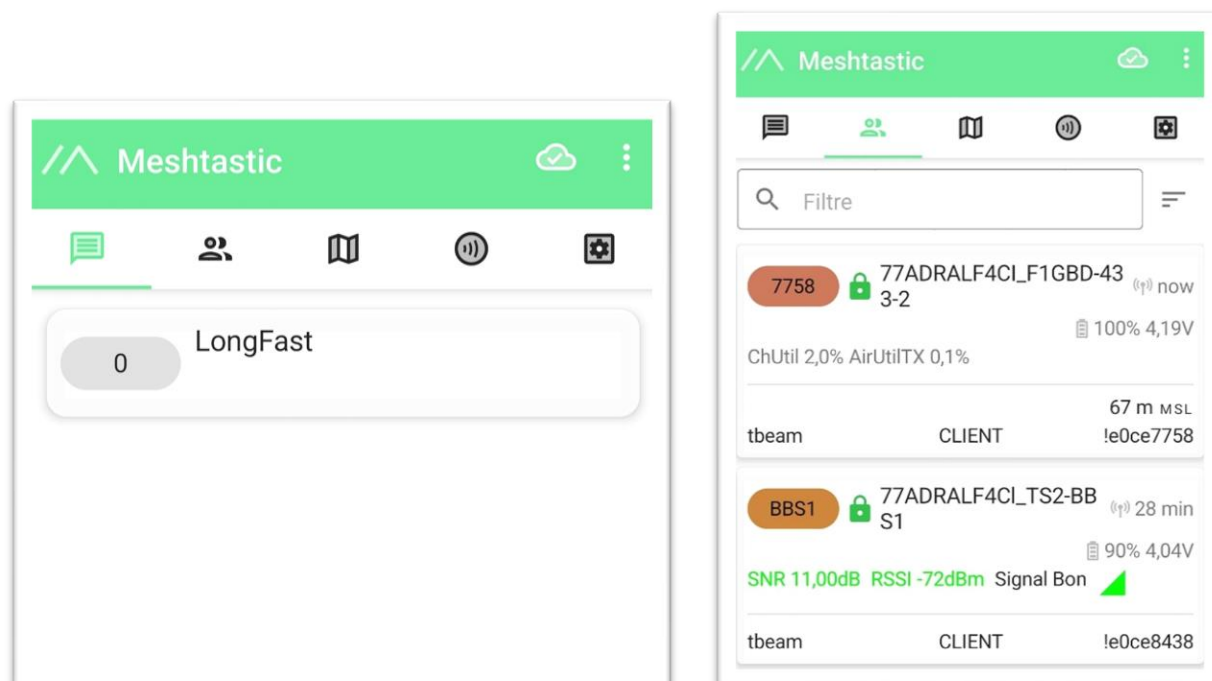 Meshtastic
0
LongFast
Meshtastic
Filtre
7758
77ADRALF4CI_F1GBD-43
3-2
now
100% 4,19V
ChUtil 2,0% AirUtilTX 0,1%
67 m MSL
tbeam CLIENT !e0ce7758
BBS1
77ADRALF4Cl_TS2-BB
S1
28 min
90% 4,04V
SNR 11,00dB RSSI -72dBm Signal Bon
tbeam CLIENT !e0ce8438